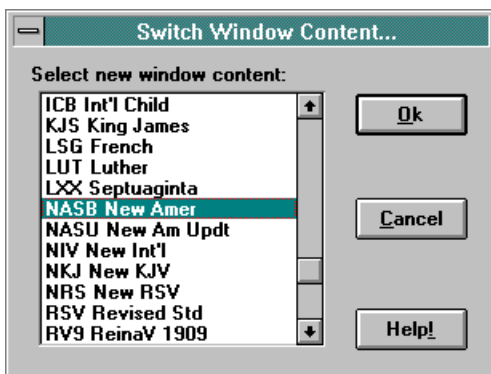 Switch Window Content...
Select new window content:
ICB Int'l Child
KJS King James
LSG French
LUT Luther
LXX Septuaginta
NASB New Amer
NASU New Am Updt
NIV New Int'l
NKJ New KJV
NRS New RSV
RSV Revised Std
RV9 ReinaV 1909
Ok
Cancel
Help!